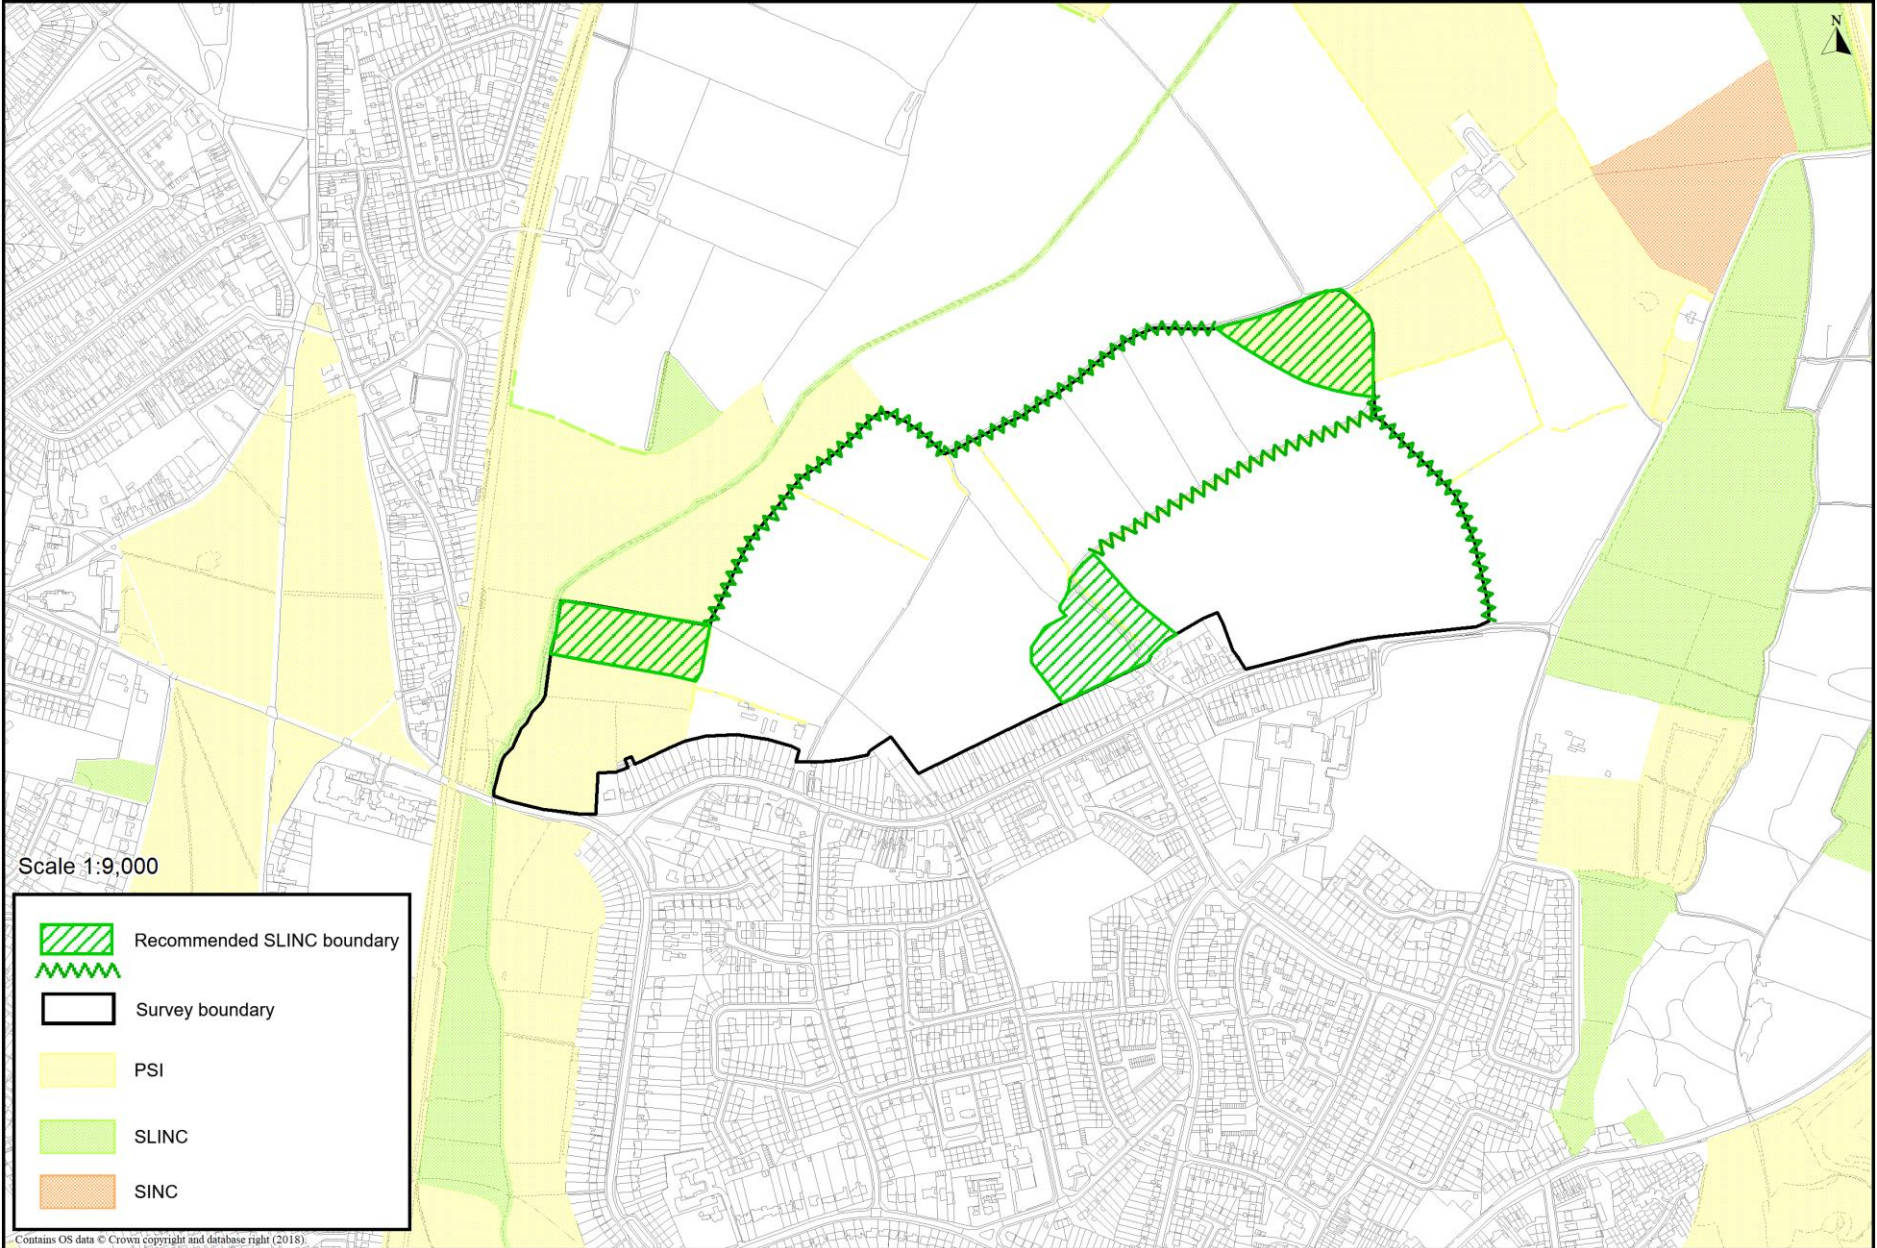 N
Scale 1:9,000
Recommended SLINC boundary
Survey boundary
PSI
SLINC
SINC
Contains OS data © Crown copyright and database right (2018)